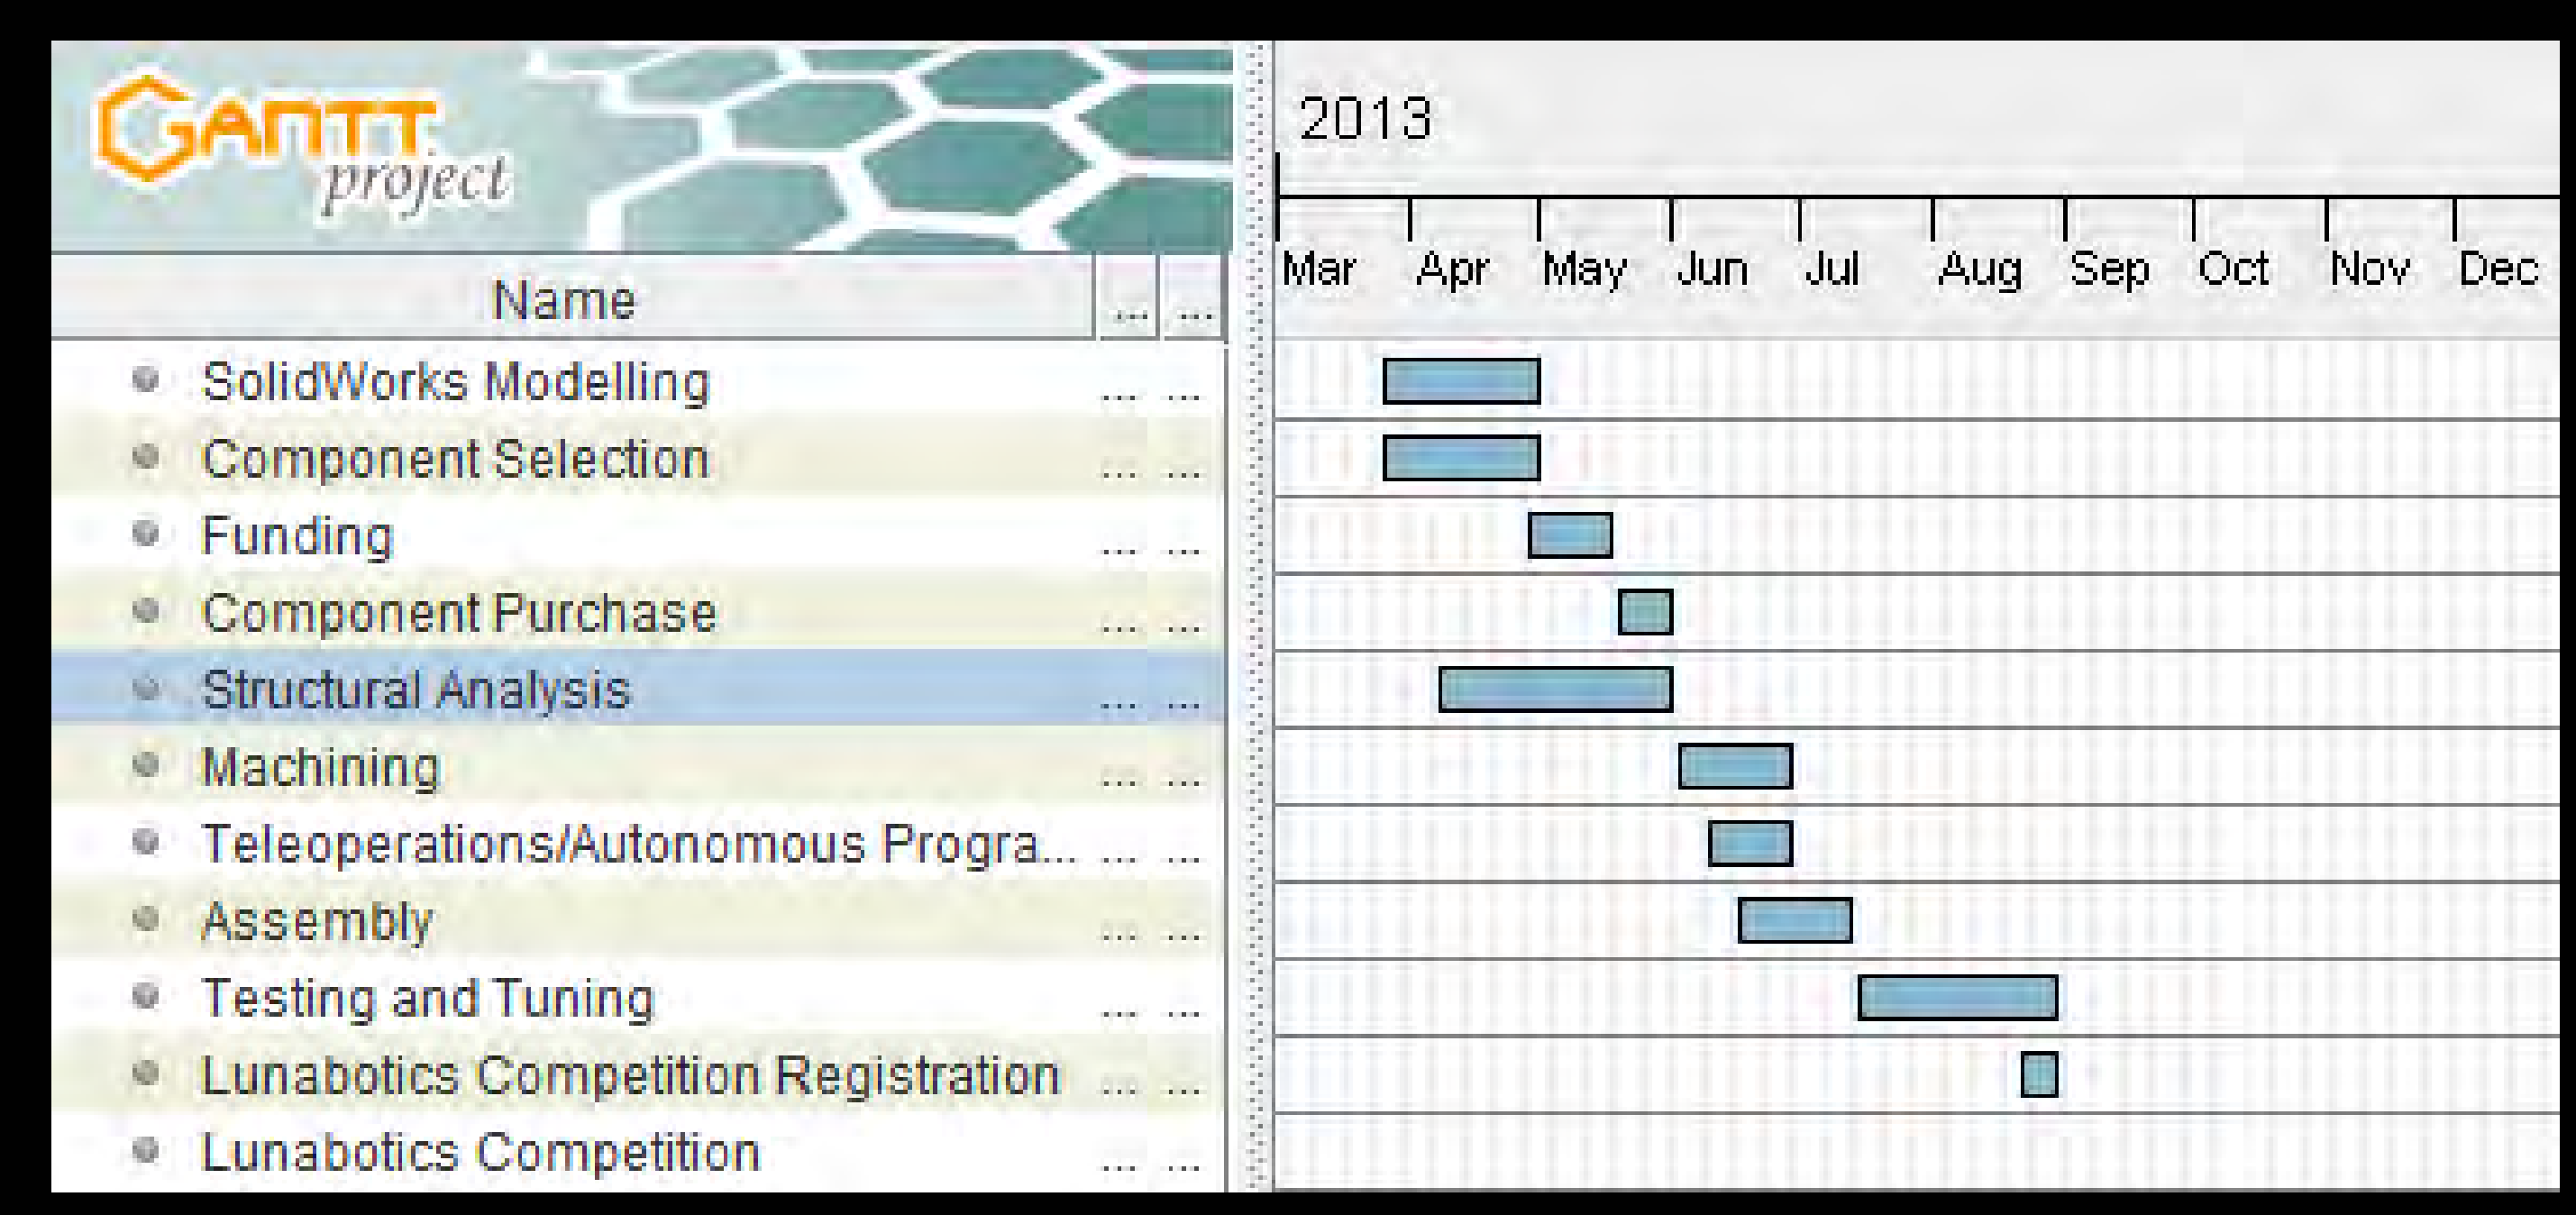 GANTT
project
2013
Mar Apr May Jun Jul Aug Sep Oct Nov Dec
Name ... ...
SolidWorks Modelling ... ...
Component Selection ... ...
Funding ... ...
Component Purchase ... ...
Structural Analysis ... ...
Machining ... ...
Teleoperations/Autonomous Progra... ... ...
Assembly ... ...
Testing and Tuning ... ...
Lunabotics Competition Registration ... ...
Lunabotics Competition ... ...